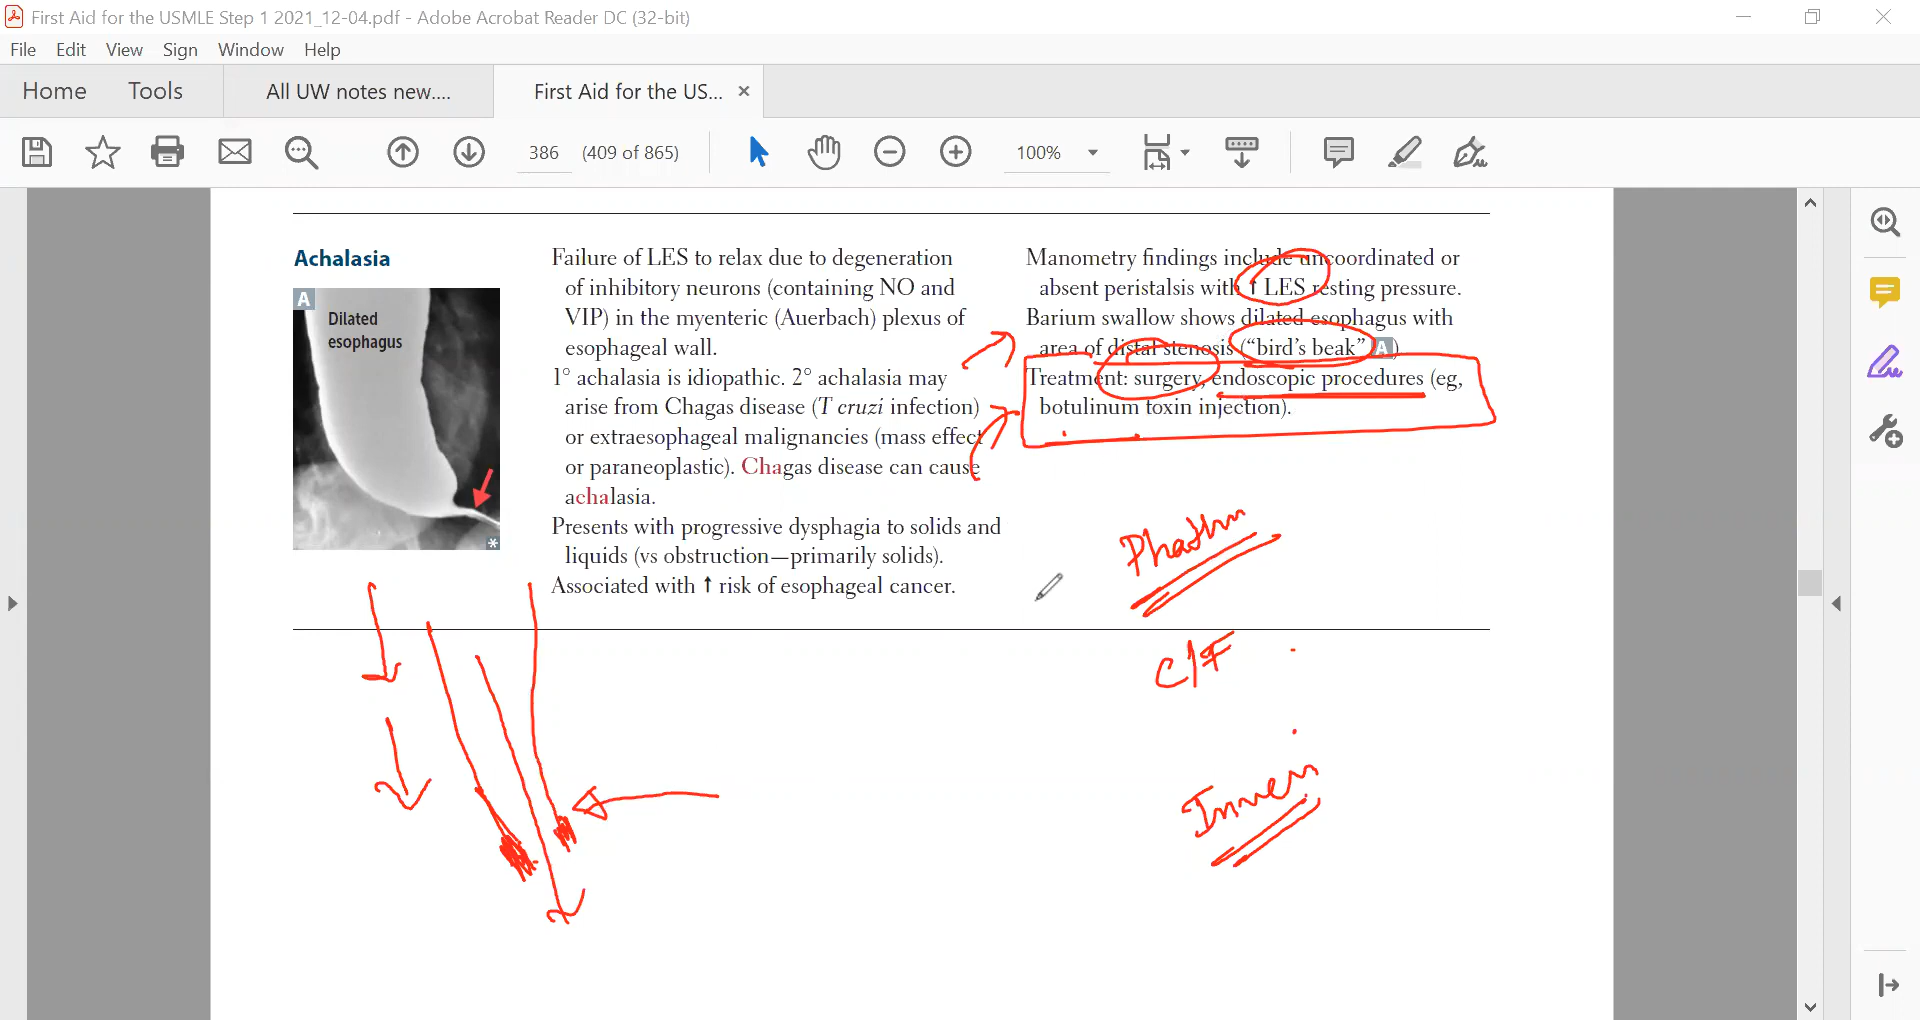 First Aid for the USMLE Step 1 2021_12-04.pdf - Adobe Acrobat Reader DC (32-bit)
File Edit View Sign Window Help
Home Tools All UW notes new.... First Aid for the US... ×
386 (409 of 865) 100%
Achalasia
A
Dilated
esophagus
*
Failure of LES to relax due to degeneration
of inhibitory neurons (containing NO and
VIP) in the myenteric (Auerbach) plexus of
esophageal wall.
1° achalasia is idiopathic. 2° achalasia may
arise from Chagas disease (T cruzi infection)
or extraesophageal malignancies (mass effect
or paraneoplastic). Chagas disease can cause
achalasia.
Presents with progressive dysphagia to solids and
liquids (vs obstruction—primarily solids).
Associated with ↑ risk of esophageal cancer.
Manometry findings include uncoordinated or
absent peristalsis with ↑ LES resting pressure.
Barium swallow shows dilated esophagus with
area of distal stenosis (“bird’s beak” A)
Treatment: surgery, endoscopic procedures (eg,
botulinum toxin injection).
C/F